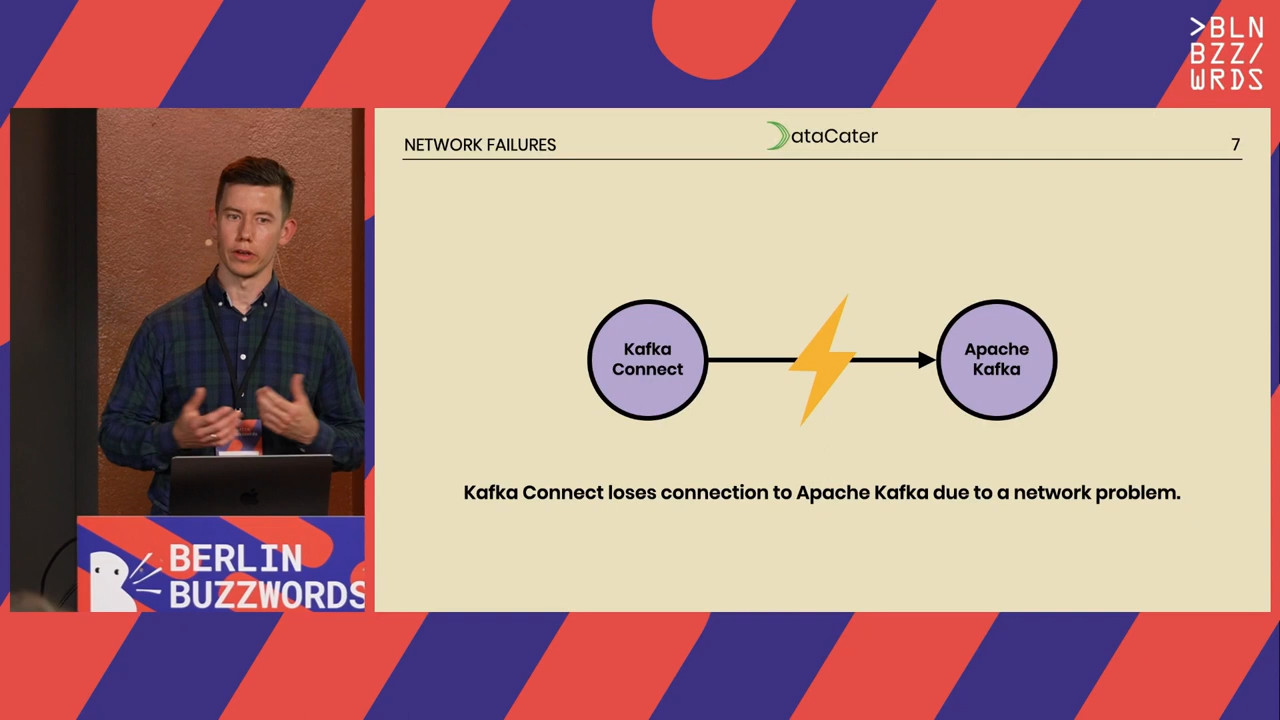 >BLN
BZZ/
WRDS
NETWORK FAILURES
DataCater
7
Kafka
Connect
Apache
Kafka
Kafka Connect loses connection to Apache Kafka due to a network problem.
BERLIN
BUZZWORDS